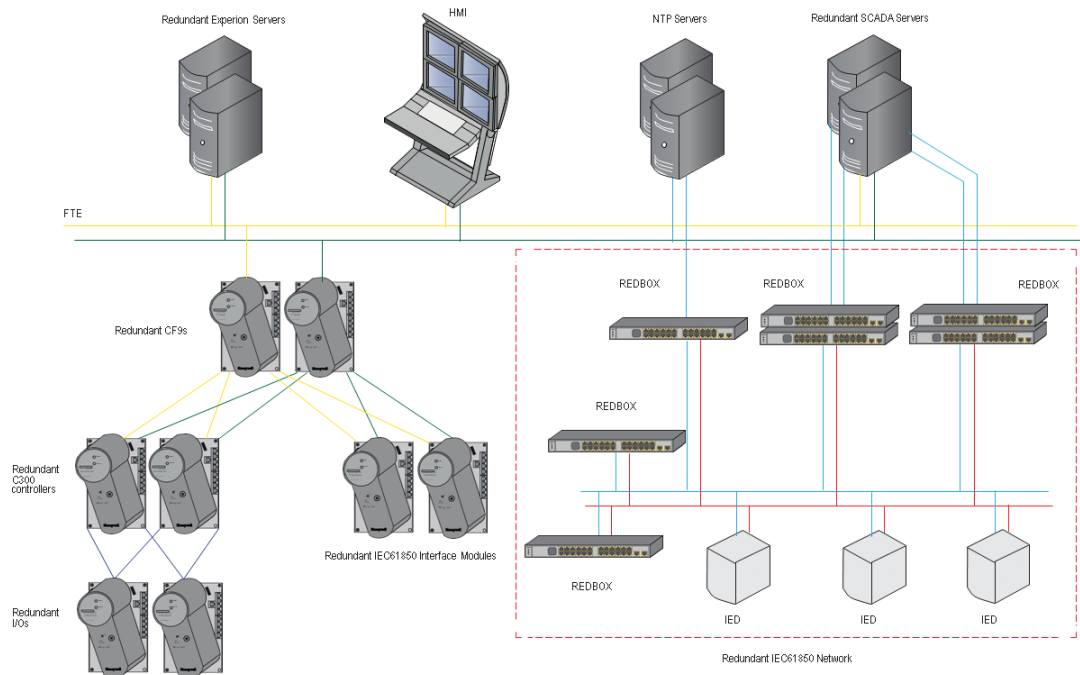 Redundant Experion Servers
HMI
NTP Servers
Redundant SCADA Servers
FTE
REDBOX
REDBOX
REDBOX
Redundant CF9s
REDBOX
Redundant
C300
controllers
Redundant IEC61850 Interface Modules
REDBOX
Redundant
I/Os
IED
IED
IED
Redundant IEC61850 Network